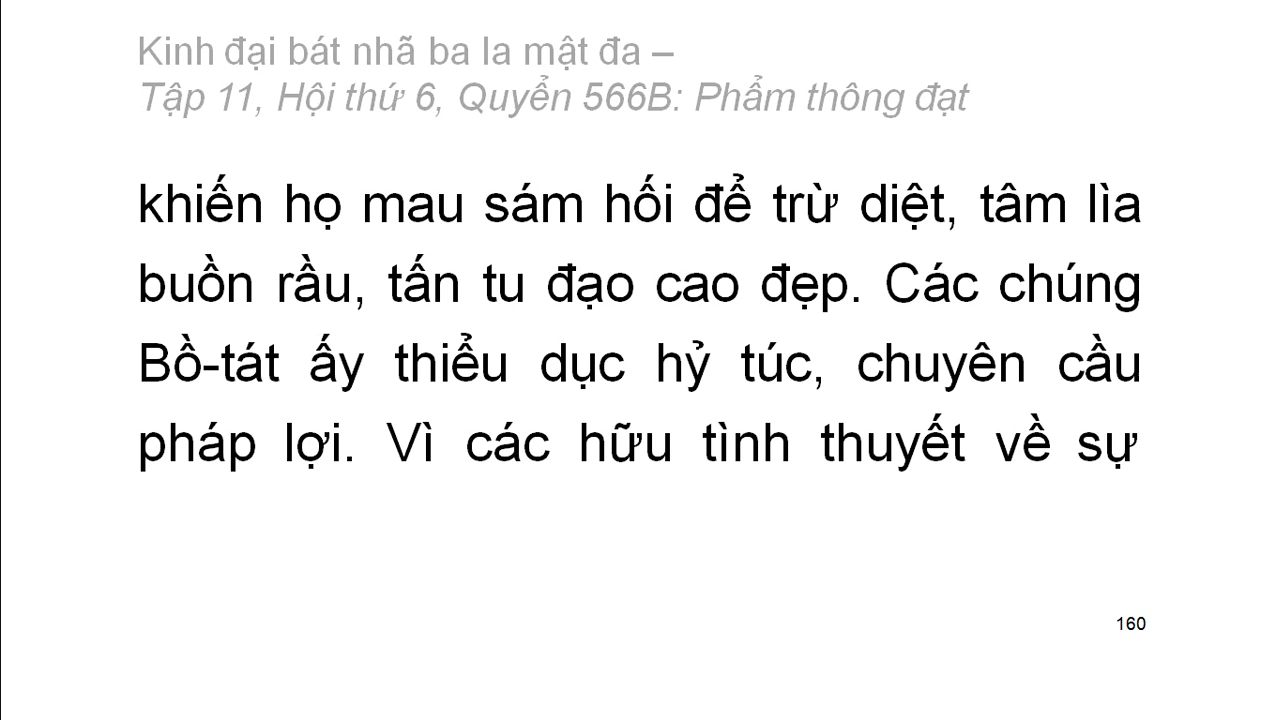 Kinh đại bát nhã ba la mật đa –
Tập 11, Hội thứ 6, Quyển 566B: Phẩm thông đạt
khiến họ mau sám hối để trừ diệt, tâm lìa
buồn rầu, tấn tu đạo cao đẹp. Các chúng
Bồ-tát ấy thiểu dục hỷ túc, chuyên cầu
pháp lợi. Vì các hữu tình thuyết về sự
160